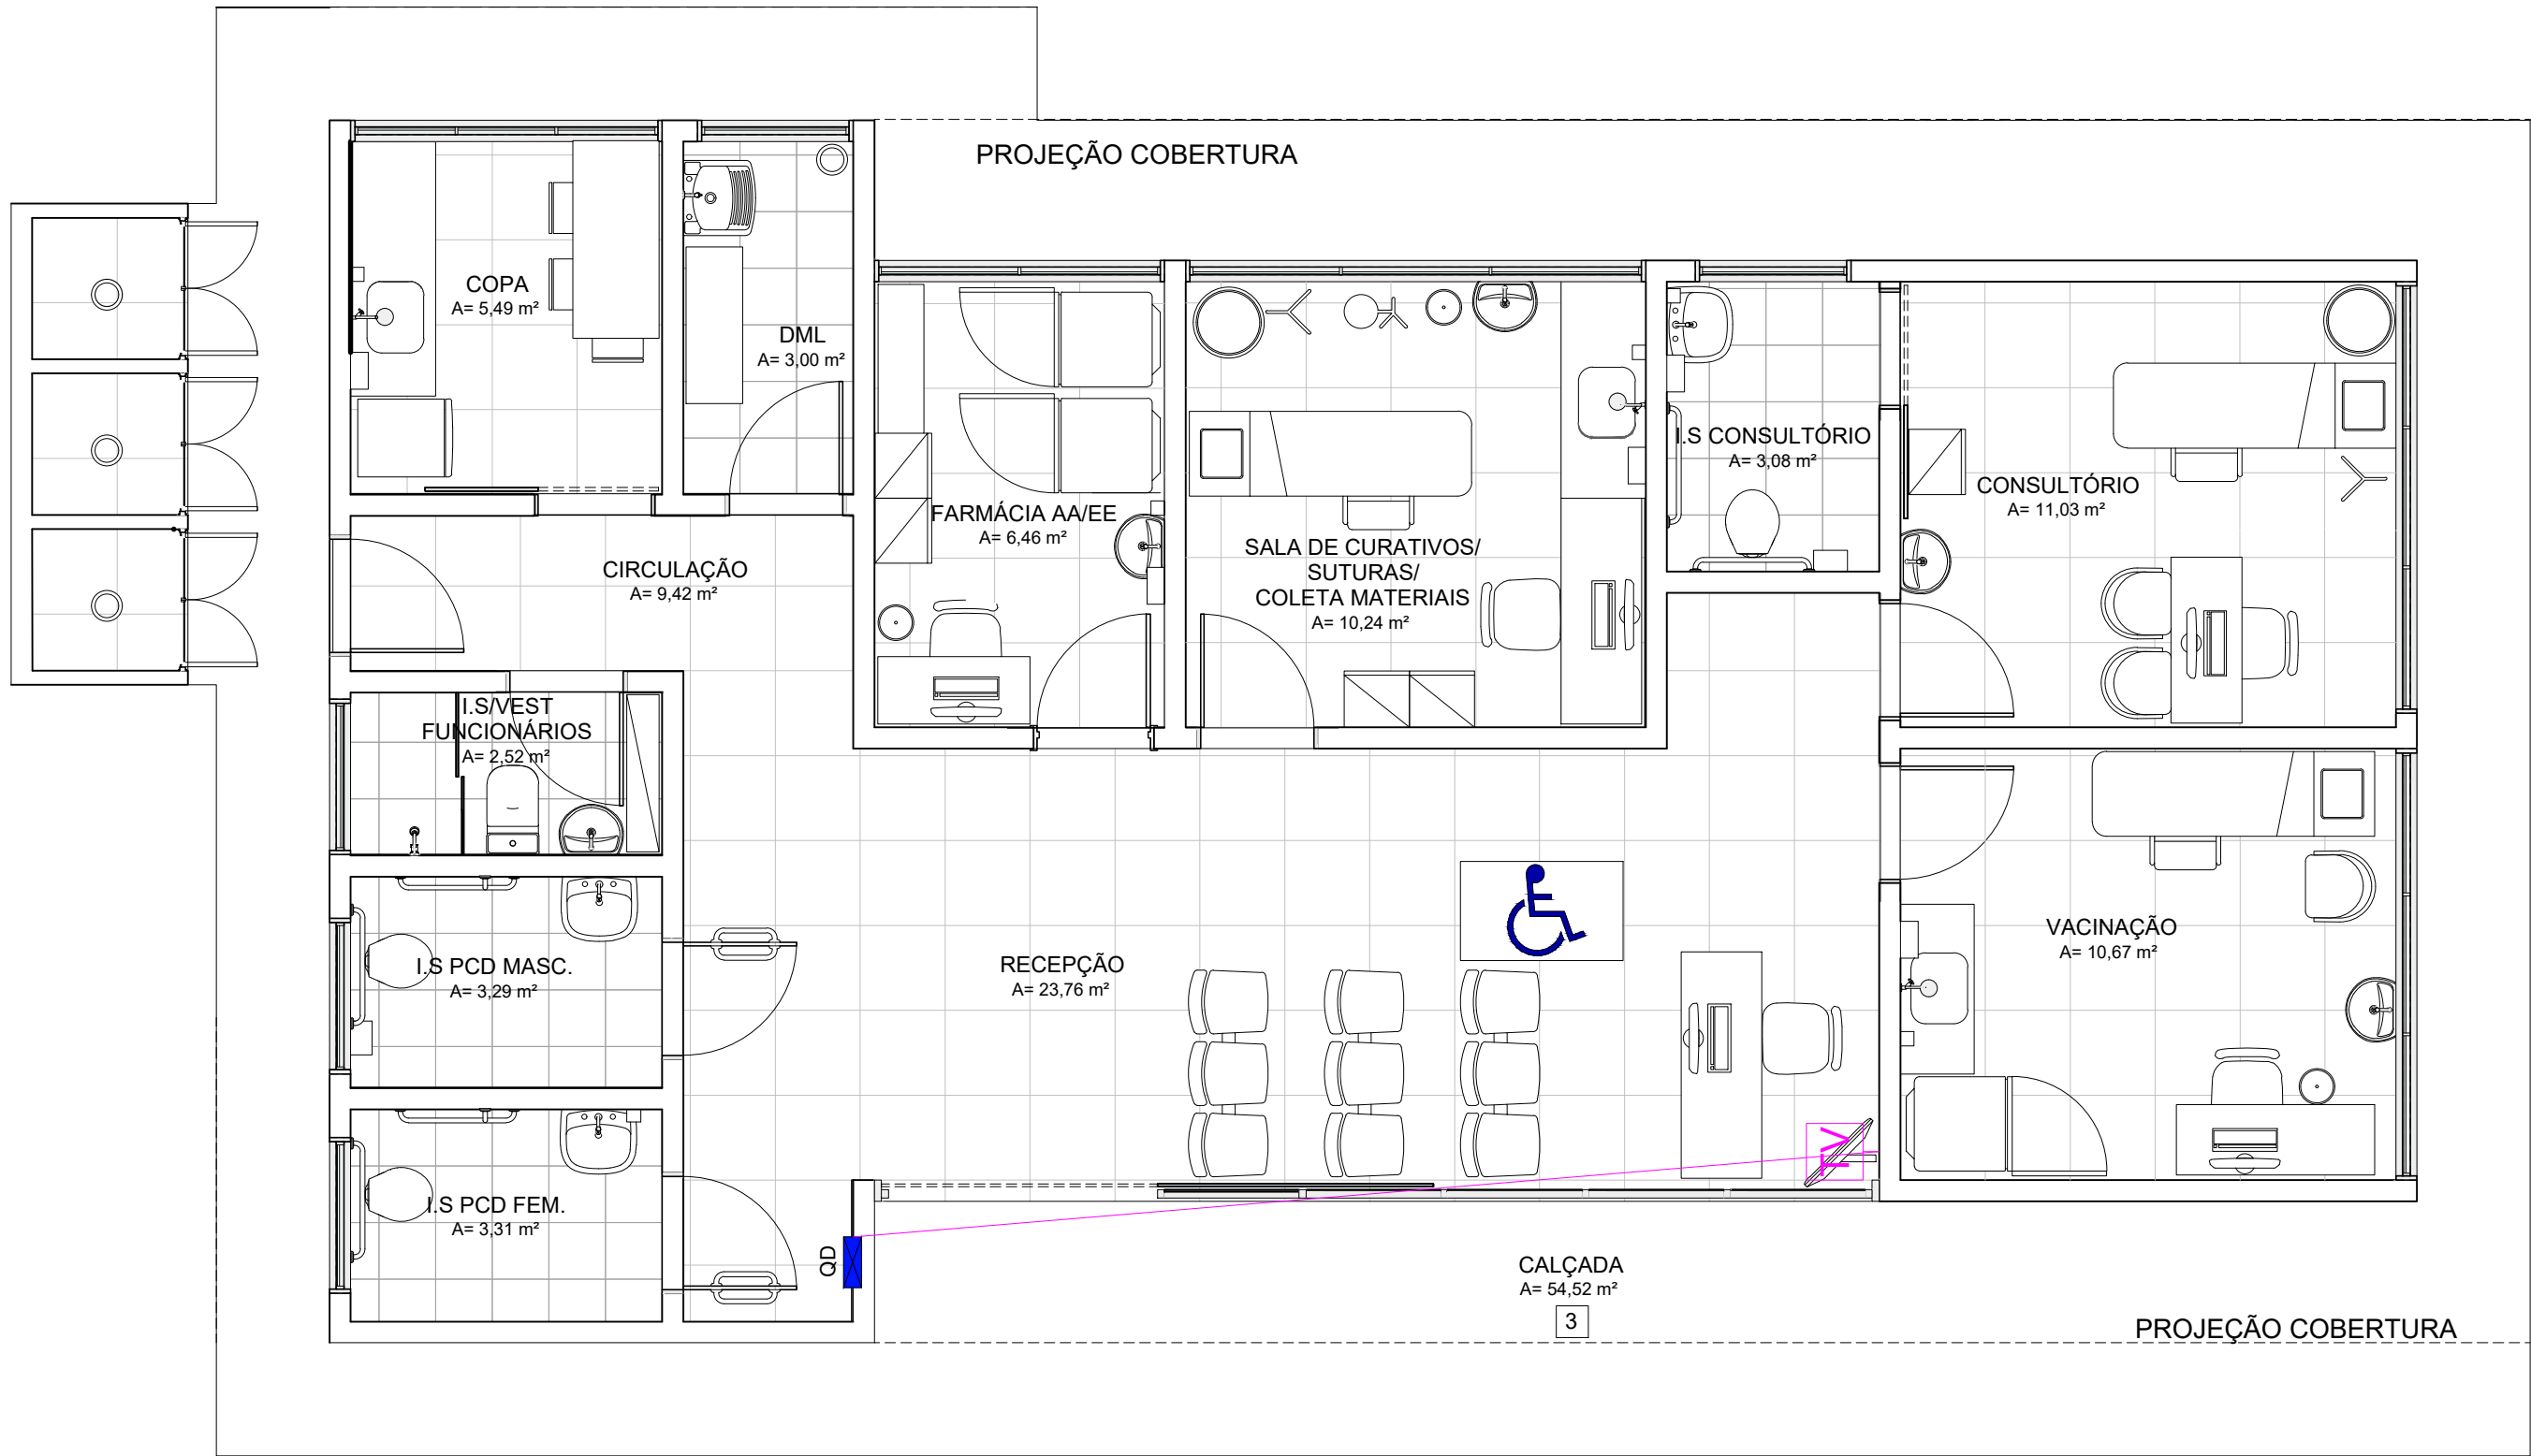 PROJEÇÃO COBERTURA
COPA
A= 5,49 m²
DML
A= 3,00 m²
I.S CONSULTÓRIO
A= 3,08 m²
CONSULTÓRIO
A= 11,03 m²
FARMÁCIA AA/EE
A= 6,46 m²
SALA DE CURATIVOS/
SUTURAS/
COLETA MATERIAIS
A= 10,24 m²
CIRCULAÇÃO
A= 9,42 m²
I.S/VEST
FUNCIONÁRIOS
A= 2,52 m²
VACINAÇÃO
A= 10,67 m²
I.S PCD MASC.
A= 3,29 m²
RECEPÇÃO
A= 23,76 m²
TV
I.S PCD FEM.
A= 3,31 m²
QD
CALÇADA
A= 54,52 m²
3
PROJEÇÃO COBERTURA